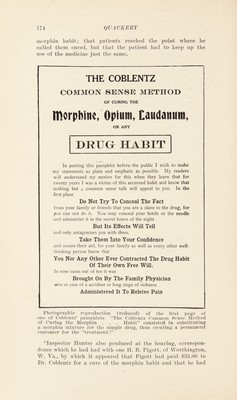 174 QUACKERY
morphin habit; that patients reached the point where he
called them cured, but that the patient had to keep up the
use of the medicine just the same.
THE COBLENTZ
COMMON SENSE METHOD
OF CURING THE
Morphine, Opium, Laudanum,
OR ANY
DRUG HABIT
In putting this pamphlet before the public I wish to make
my statements as plain and emphatic as possible. My readers
will understand my motive for this when they learn that for
twenty years I was a victim of this accursed habit and know that
nothing but a common sense talk will appeal to you. In the
first place
Do Not Try To Conceal The Fact
from your family or friends that you are a slave to the drug, for
you can not do it. You may conceal your bottle or the needle
and administer it in the secret hours of the night
But Its Effects Will Tell
and only antagonizes you with them.
Take Them Into Your Confidence
and secure their aid, for your family as well as every other well-
thinking person know that
You Nor Any Other Ever Contracted The Drug Habit
Of Their Own Free Will.
In nine cases out of ten it was
Brought On By The Family Physician
who in case of a accident or long siege of sickness
Administered It To Releive Pain
Photographic reproduction (reduced) of the first page of
one of Coblentz' pamphlets. "The Coblentz Common Sense Method
of Curing the Morphin . . . Habit" consisted in substituting
a morphin mixture for the simple drug, thus creating a permanent
customer for the "treatment."
"Inspector Hunter also produced at the hearing, correspon-
dence which he had had with one H. B. Pigott, of Worthington,
W. Va., by which it appeared that Pigott had paid $25.00 to
Dr. Coblentz for a cure of the morphin habit and that he had